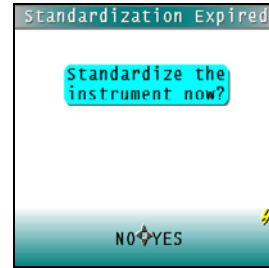 Standardization Expired
Standardize the
instrument now?
NO YES